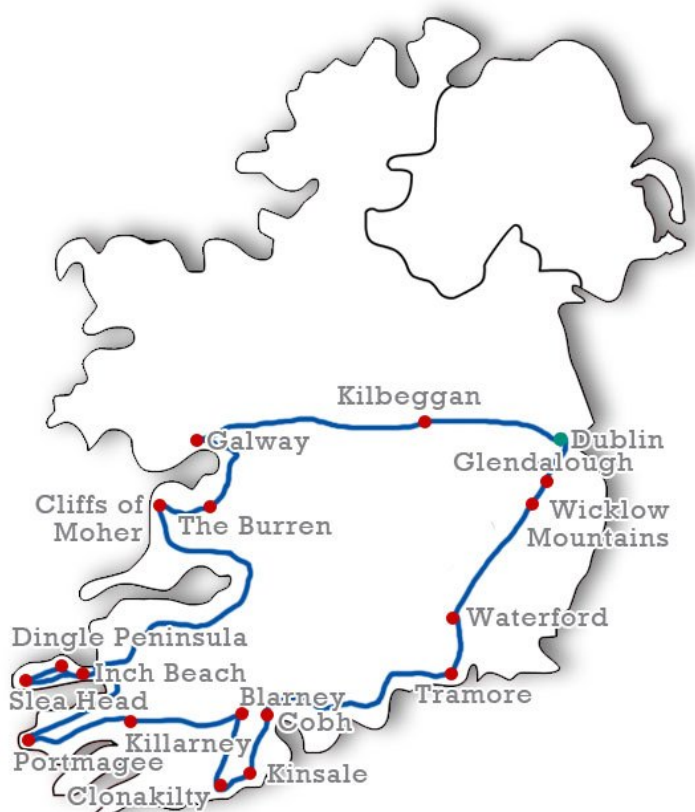 Kilbeggan
Galway
Dublin
Glendalough
Cliffs of
Moher
The Burren
Wicklow
Mountains
Waterford
Dingle Peninsula
Inch Beach
Slea Head
Tramore
Blarney
Cobh
Killarney
Portmagee
Kinsale
Clonakilty